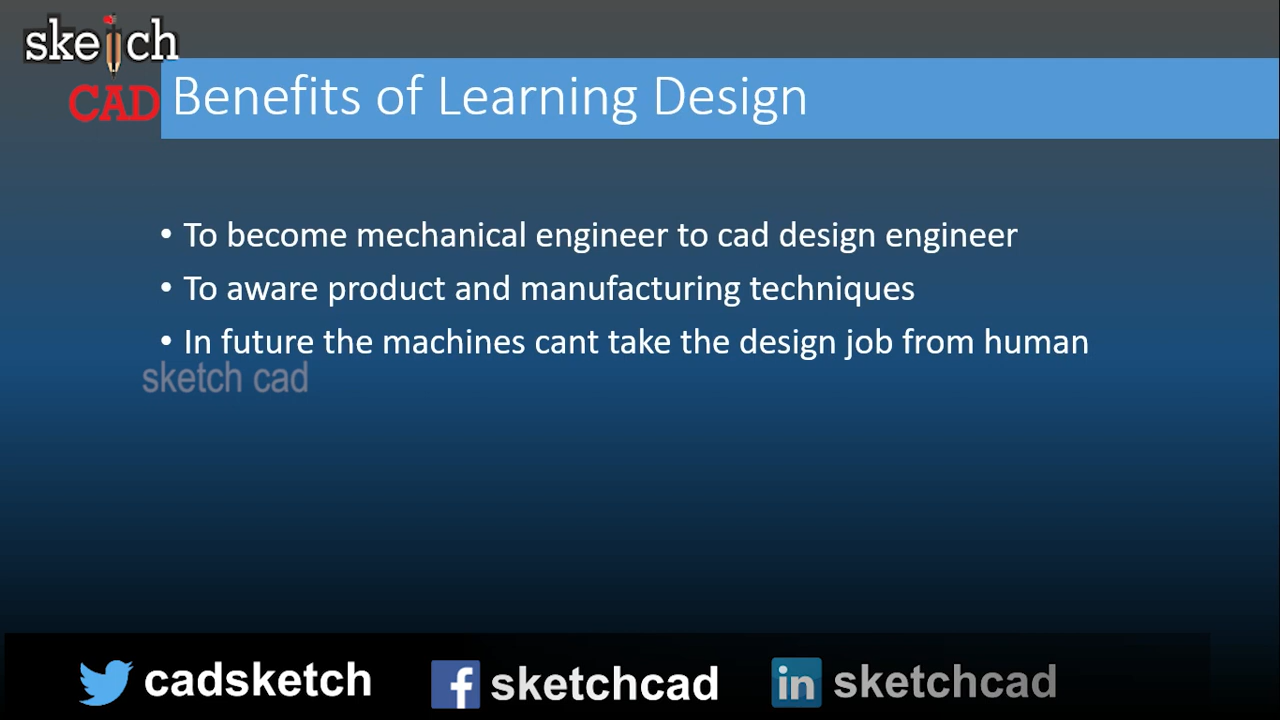 sketch
CAD
Benefits of Learning Design
• To become mechanical engineer to cad design engineer
• To aware product and manufacturing techniques
• In future the machines cant take the design job from human
sketch cad
cadsketch
sketchcad
in sketchcad